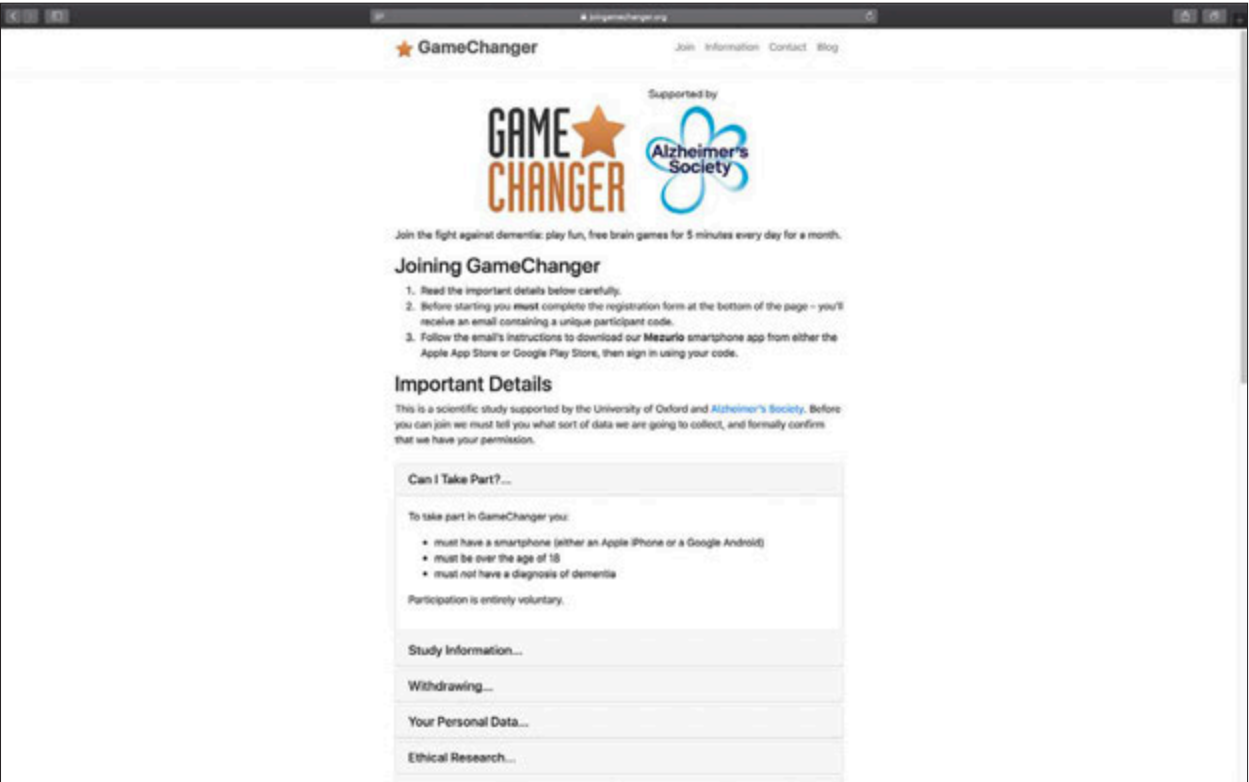 joingamechanger.org
GameChanger
Join Information Contact Blog
Supported by
GAME
CHANGER
Alzheimer's
Society
Join the fight against dementia: play fun, free brain games for 5 minutes every day for a month.
Joining GameChanger
1. Read the important details below carefully.
2. Before starting you must complete the registration form at the bottom of the page – you'll
receive an email containing a unique participant code.
3. Follow the email's instructions to download our Mezurio smartphone app from either the
Apple App Store or Google Play Store, then sign in using your code.
Important Details
This is a scientific study supported by the University of Oxford and Alzheimer's Society. Before
you can join we must tell you what sort of data we are going to collect, and formally confirm
that we have your permission.
Can I Take Part?...
To take part in GameChanger you:
• must have a smartphone (either an Apple iPhone or a Google Android)
• must be over the age of 18
• must not have a diagnosis of dementia
Participation is entirely voluntary.
Study Information...
Withdrawing...
Your Personal Data...
Ethical Research...